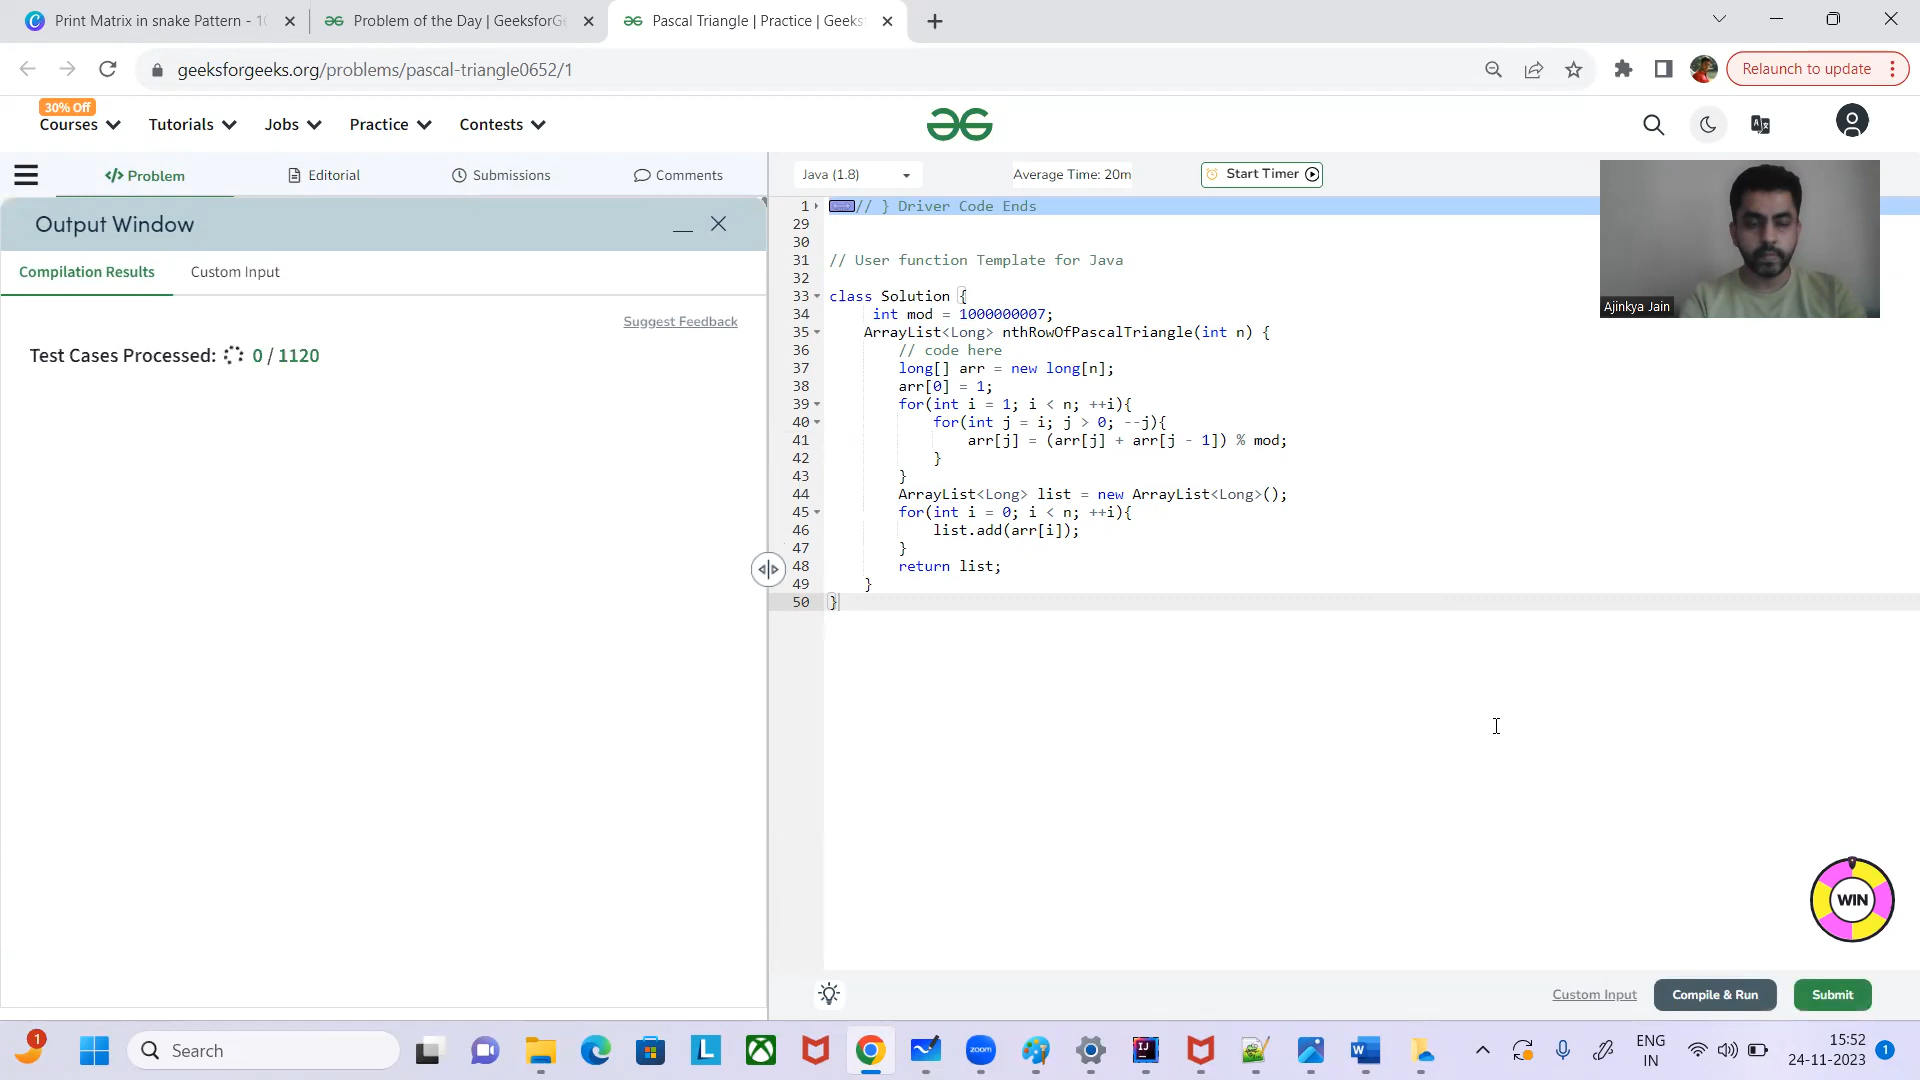 Print Matrix in snake Pattern - 10
Problem of the Day | GeeksforGe
Pascal Triangle | Practice | Geeks
geeksforgeeks.org/problems/pascal-triangle0652/1
Relaunch to update
30% Off
Courses
Tutorials
Jobs
Practice
Contests
</> Problem
Editorial
Submissions
Comments
Java (1.8)
Average Time: 20m
Start Timer
Output Window
Compilation Results
Custom Input
Suggest Feedback
Test Cases Processed: 0 / 1120
Ajinkya Jain
1 // } Driver Code Ends
29
30
31 // User function Template for Java
32
33 class Solution {
34 int mod = 1000000007;
35 ArrayList<Long> nthRowOfPascalTriangle(int n) {
36 // code here
37 long[] arr = new long[n];
38 arr[0] = 1;
39 for(int i = 1; i < n; ++i){
40 for(int j = i; j > 0; --j){
41 arr[j] = (arr[j] + arr[j - 1]) % mod;
42 }
43 }
44 ArrayList<Long> list = new ArrayList<Long>();
45 for(int i = 0; i < n; ++i){
46 list.add(arr[i]);
47 }
48 return list;
49 }
50 }
WIN
Custom Input
Compile & Run
Submit
1
Search
L
zoom
IJ
W
ENG
IN
15:52
24-11-2023
1